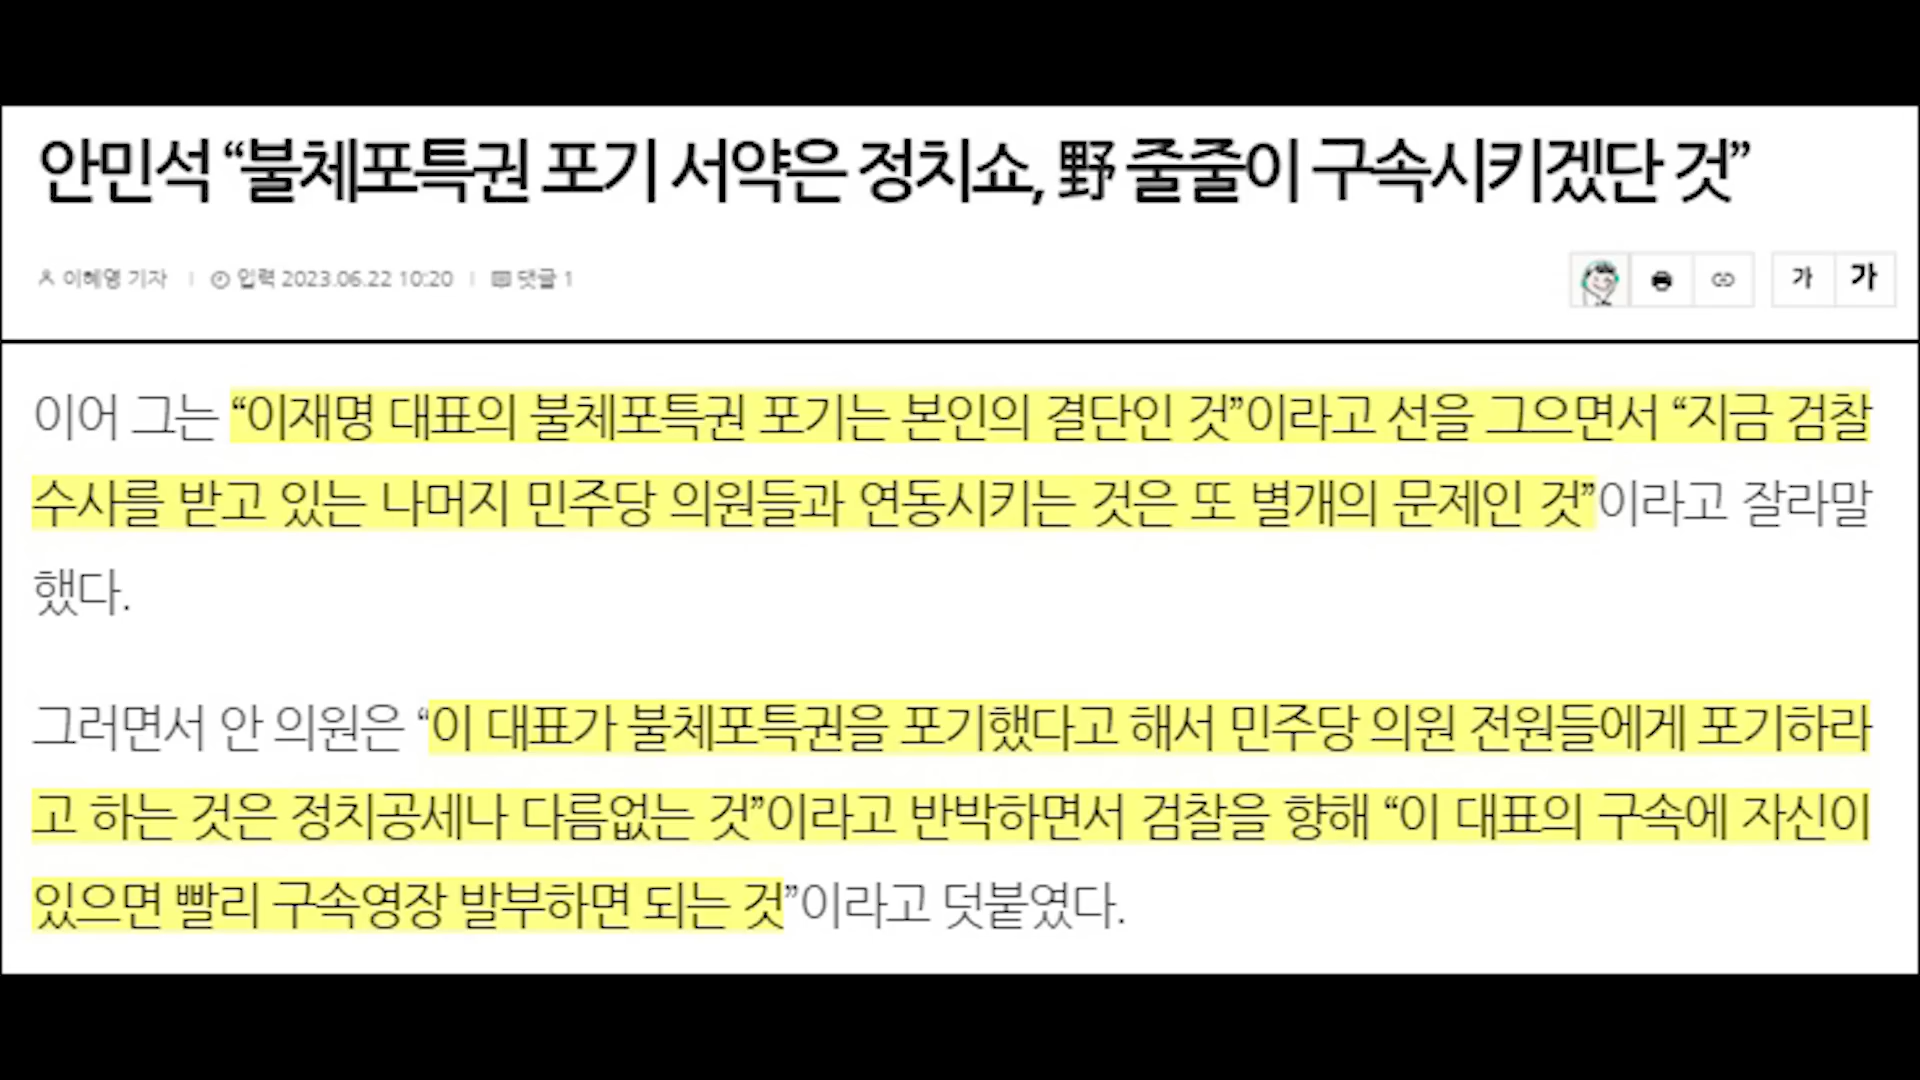 안민석 “불체포특권 포기 서약은 정치쇼, 野 줄줄이 구속시키겠단 것”
이혜영 기자 | 입력 2023.06.22 10:20 | 댓글 1
가 가
이어 그는 “이재명 대표의 불체포특권 포기는 본인의 결단인 것”이라고 선을 그으면서 “지금 검찰
수사를 받고 있는 나머지 민주당 의원들과 연동시키는 것은 또 별개의 문제인 것”이라고 잘라말
했다.
그러면서 안 의원은 “이 대표가 불체포특권을 포기했다고 해서 민주당 의원 전원들에게 포기하라
고 하는 것은 정치공세나 다름없는 것”이라고 반박하면서 검찰을 향해 “이 대표의 구속에 자신이
있으면 빨리 구속영장 발부하면 되는 것”이라고 덧붙였다.